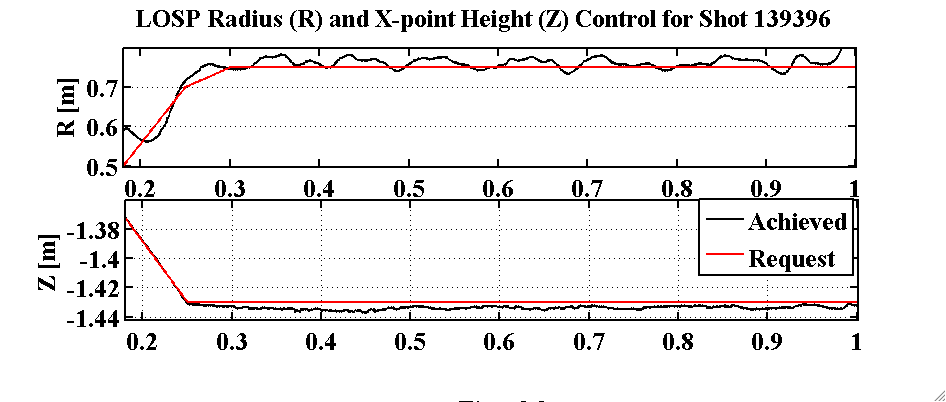 LOSP Radius (R) and X-point Height (Z) Control for Shot 139396
R [m]
0.7
0.6
0.5
0.2 0.3 0.4 0.5 0.6 0.7 0.8 0.9 1
Z [m]
-1.38
-1.4
-1.42
-1.44
Achieved
Request
0.2 0.3 0.4 0.5 0.6 0.7 0.8 0.9 1